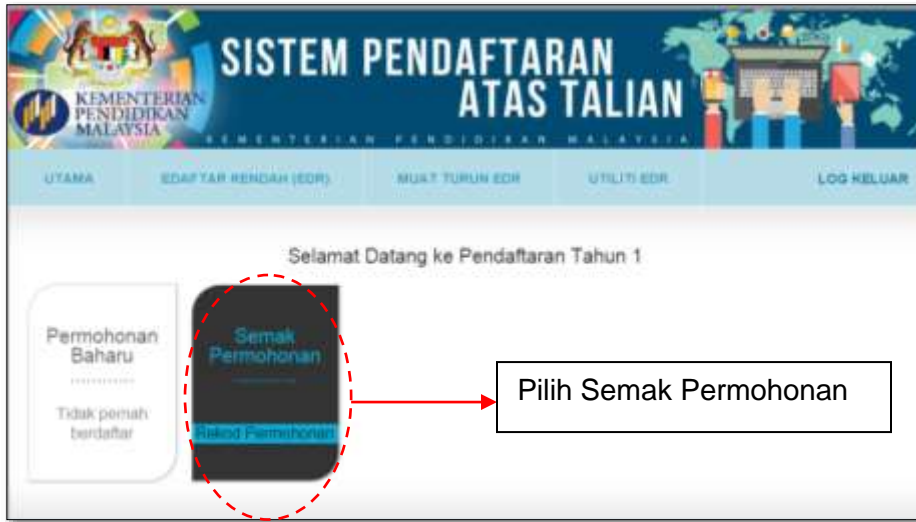 SISTEM PENDAFTARAN
ATAS TALIAN
KEMENTERIAN
PENDIDIKAN
MALAYSIA
KEMENTERIAN PENDIDIKAN MALAYSIA
UTAMA EDAFTAR RENDAH (EDR) MUAT TURUN EDR UTILITI EDR LOG KELUAR
Selamat Datang ke Pendaftaran Tahun 1
Permohonan
Baharu
Tidak pernah
berdaftar
Semak
Permohonan
Rekod Permohonan
Pilih Semak Permohonan